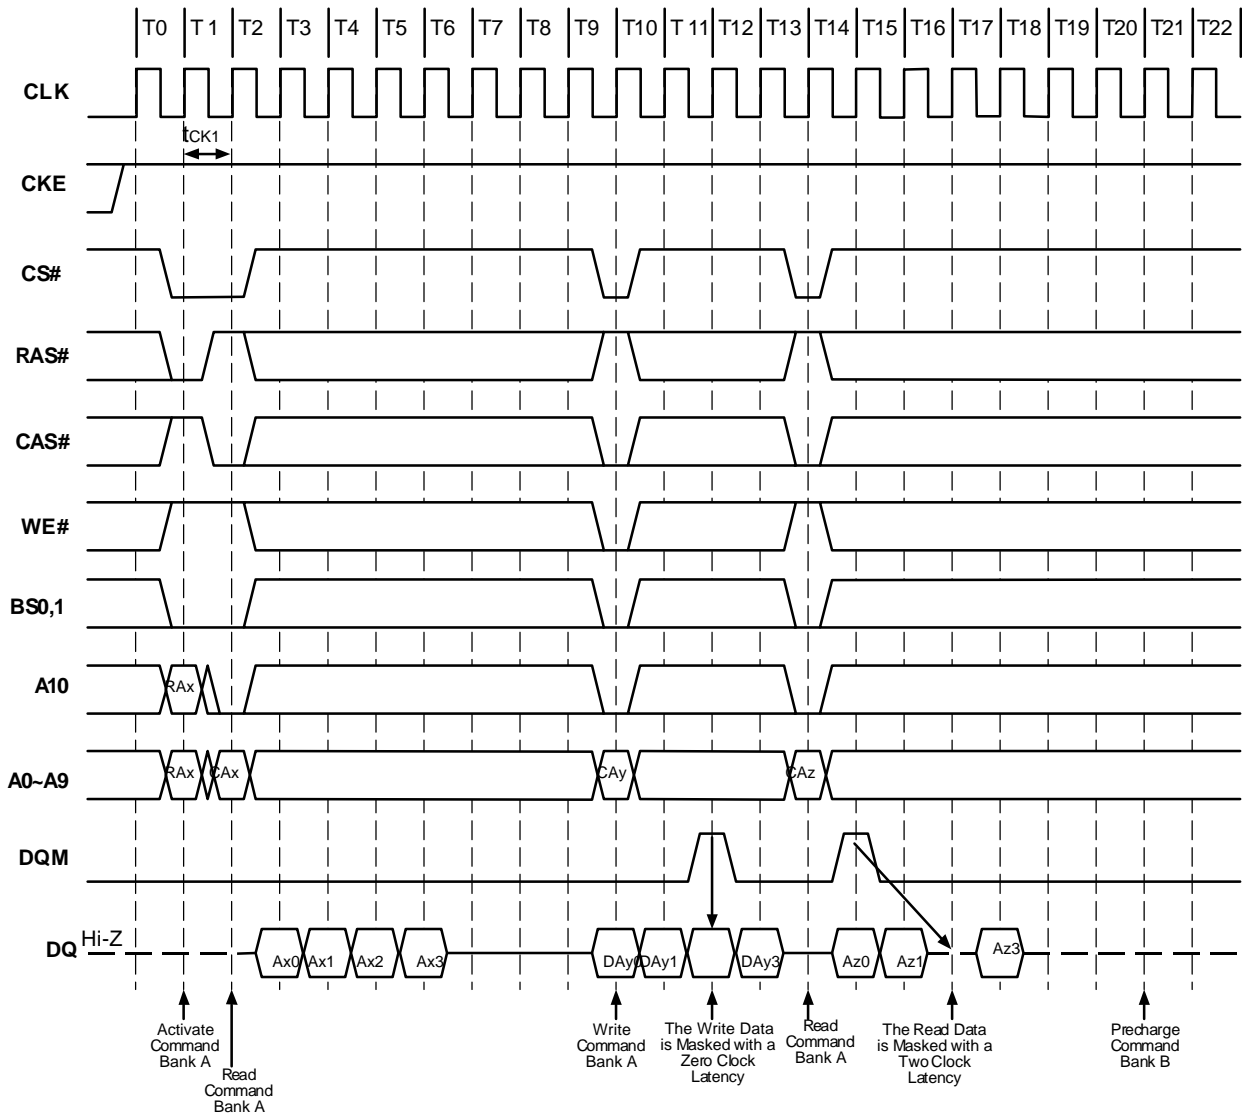 T0 T 1 T2 T3 T4 T5 T6 T7 T8 T9 T10 T 11 T12 T13 T14 T15 T16 T17 T18 T19 T20 T21 T22
CLK
tCK1
CKE
CS#
RAS#
CAS#
WE#
BS0,1
A10
RAx
A0~A9
RAx CAx CAy CAz
DQM
DQ Hi-Z
Ax0 Ax1 Ax2 Ax3 DAy0 DAy1 DAy3 Az0 Az1 Az3
Activate
Command
Bank A
Read
Command
Bank A
Write
Command
Bank A
The Write Data
is Masked with a
Zero Clock
Latency
Read
Command
Bank A
The Read Data
is Masked with a
Two Clock
Latency
Precharge
Command
Bank B